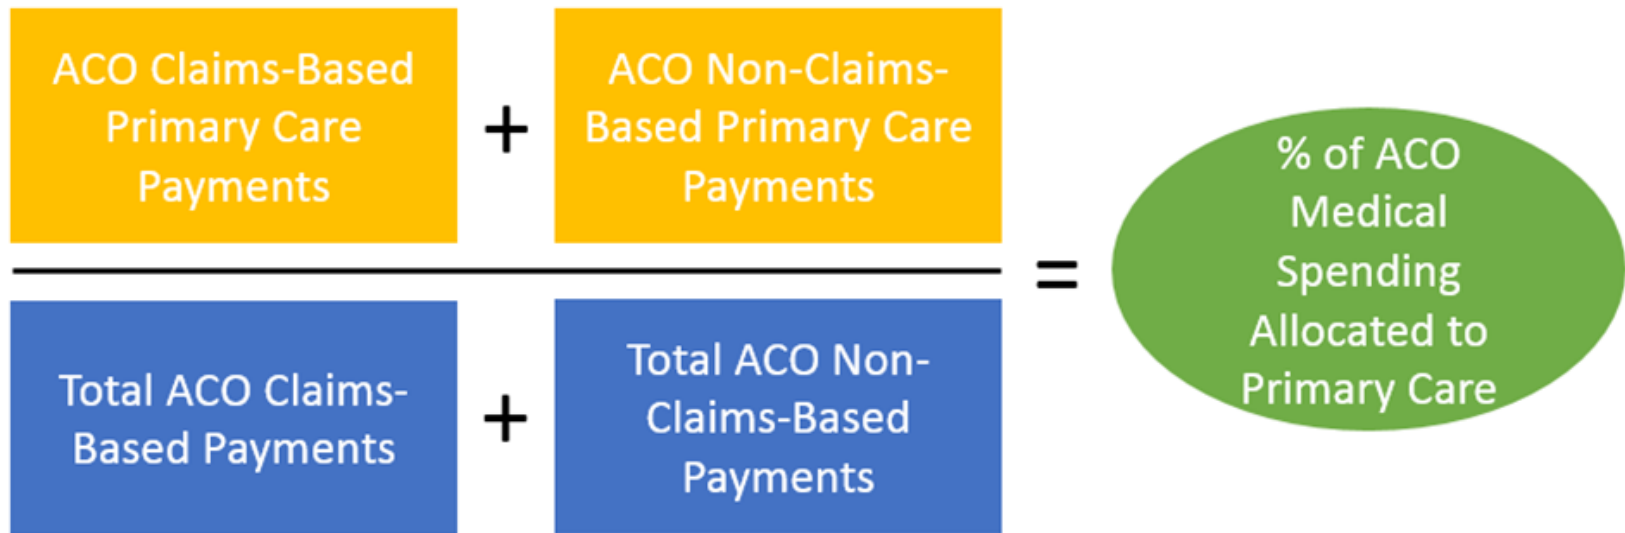 ACO Claims-Based
Primary Care
Payments
+
ACO Non-Claims-
Based Primary Care
Payments
Total ACO Claims-
Based Payments
+
Total ACO Non-
Claims-Based
Payments
=
% of ACO
Medical
Spending
Allocated to
Primary Care